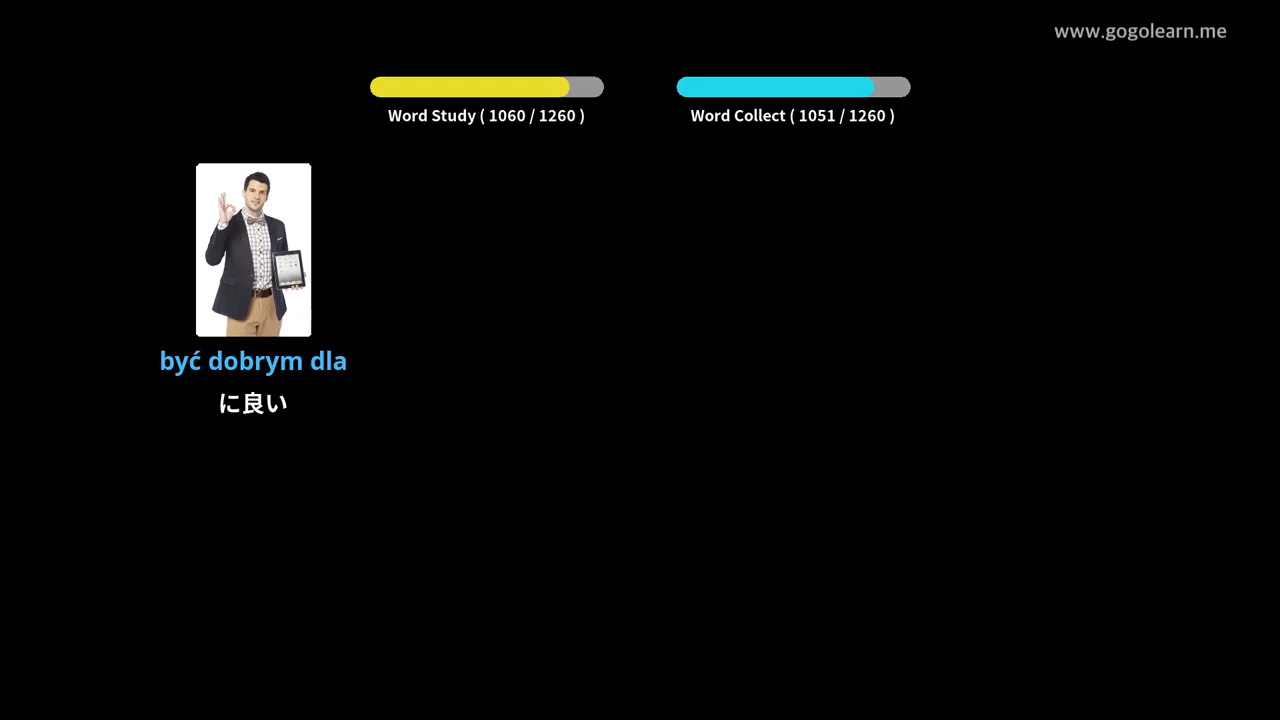 www.gogolearn.me
Word Study ( 1060 / 1260 )
Word Collect ( 1051 / 1260 )
być dobrym dla
に良い